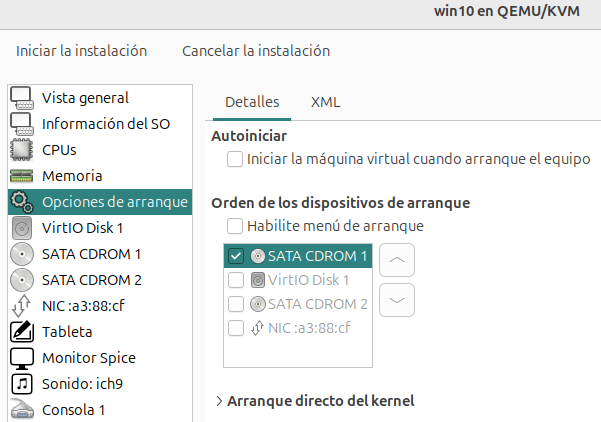 win10 en QEMU/KVM
Iniciar la instalación Cancelar la instalación
Vista general
Información del SO
CPUs
Memoria
Opciones de arranque
VirtIO Disk 1
SATA CDROM 1
SATA CDROM 2
NIC :a3:88:cf
Tableta
Monitor Spice
Sonido: ich9
Consola 1
Detalles XML
Autoiniciar
Iniciar la máquina virtual cuando arranque el equipo
Orden de los dispositivos de arranque
Habilite menú de arranque
SATA CDROM 1
VirtIO Disk 1
SATA CDROM 2
NIC :a3:88:cf
Arranque directo del kernel